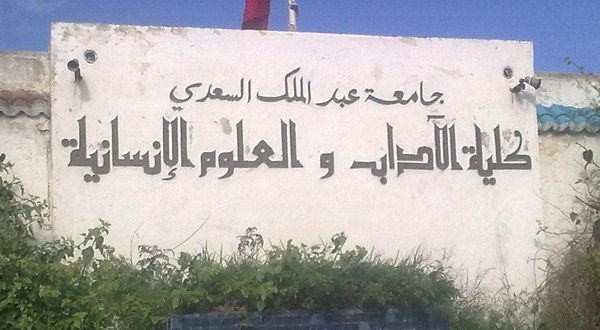 جامعة عبد الملك السعدي
كلية الآداب و العلوم الإنسانية